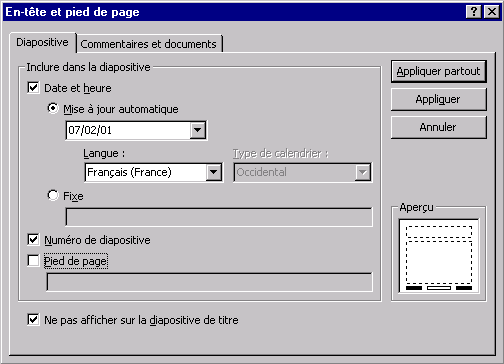 En-tête et pied de page
Diapositive
Commentaires et documents
Inclure dans la diapositive
Date et heure
Mise à jour automatique
07/02/01
Langue :
Type de calendrier :
Français (France)
Occidental
Fixe
Numéro de diapositive
Pied de page
Ne pas afficher sur la diapositive de titre
Appliquer partout
Appliquer
Annuler
Aperçu